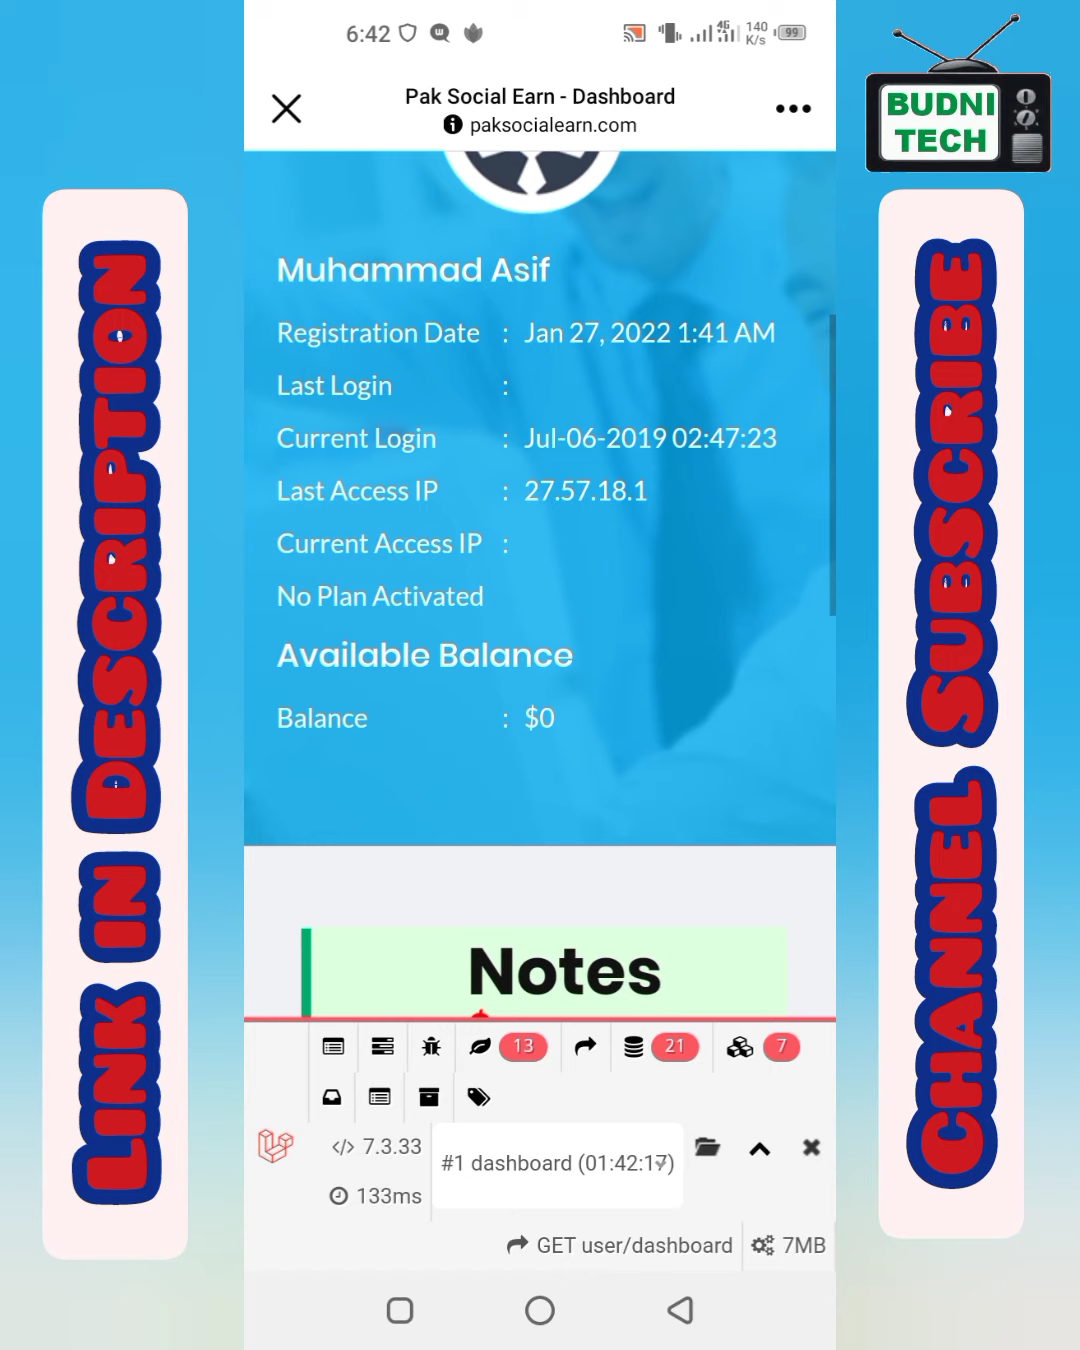 6:42
4G
140
K/s
99
BUDNI
TECH
Pak Social Earn - Dashboard
paksocialearn.com
LINK IN DESCRIPTION
CHANNEL SUBSCRIBE
Muhammad Asif
Registration Date : Jan 27, 2022 1:41 AM
Last Login :
Current Login : Jul-06-2019 02:47:23
Last Access IP : 27.57.18.1
Current Access IP :
No Plan Activated
Available Balance
Balance : $0
Notes
13 21 7
</> 7.3.33 #1 dashboard (01:42:17)
133ms
GET user/dashboard 7MB